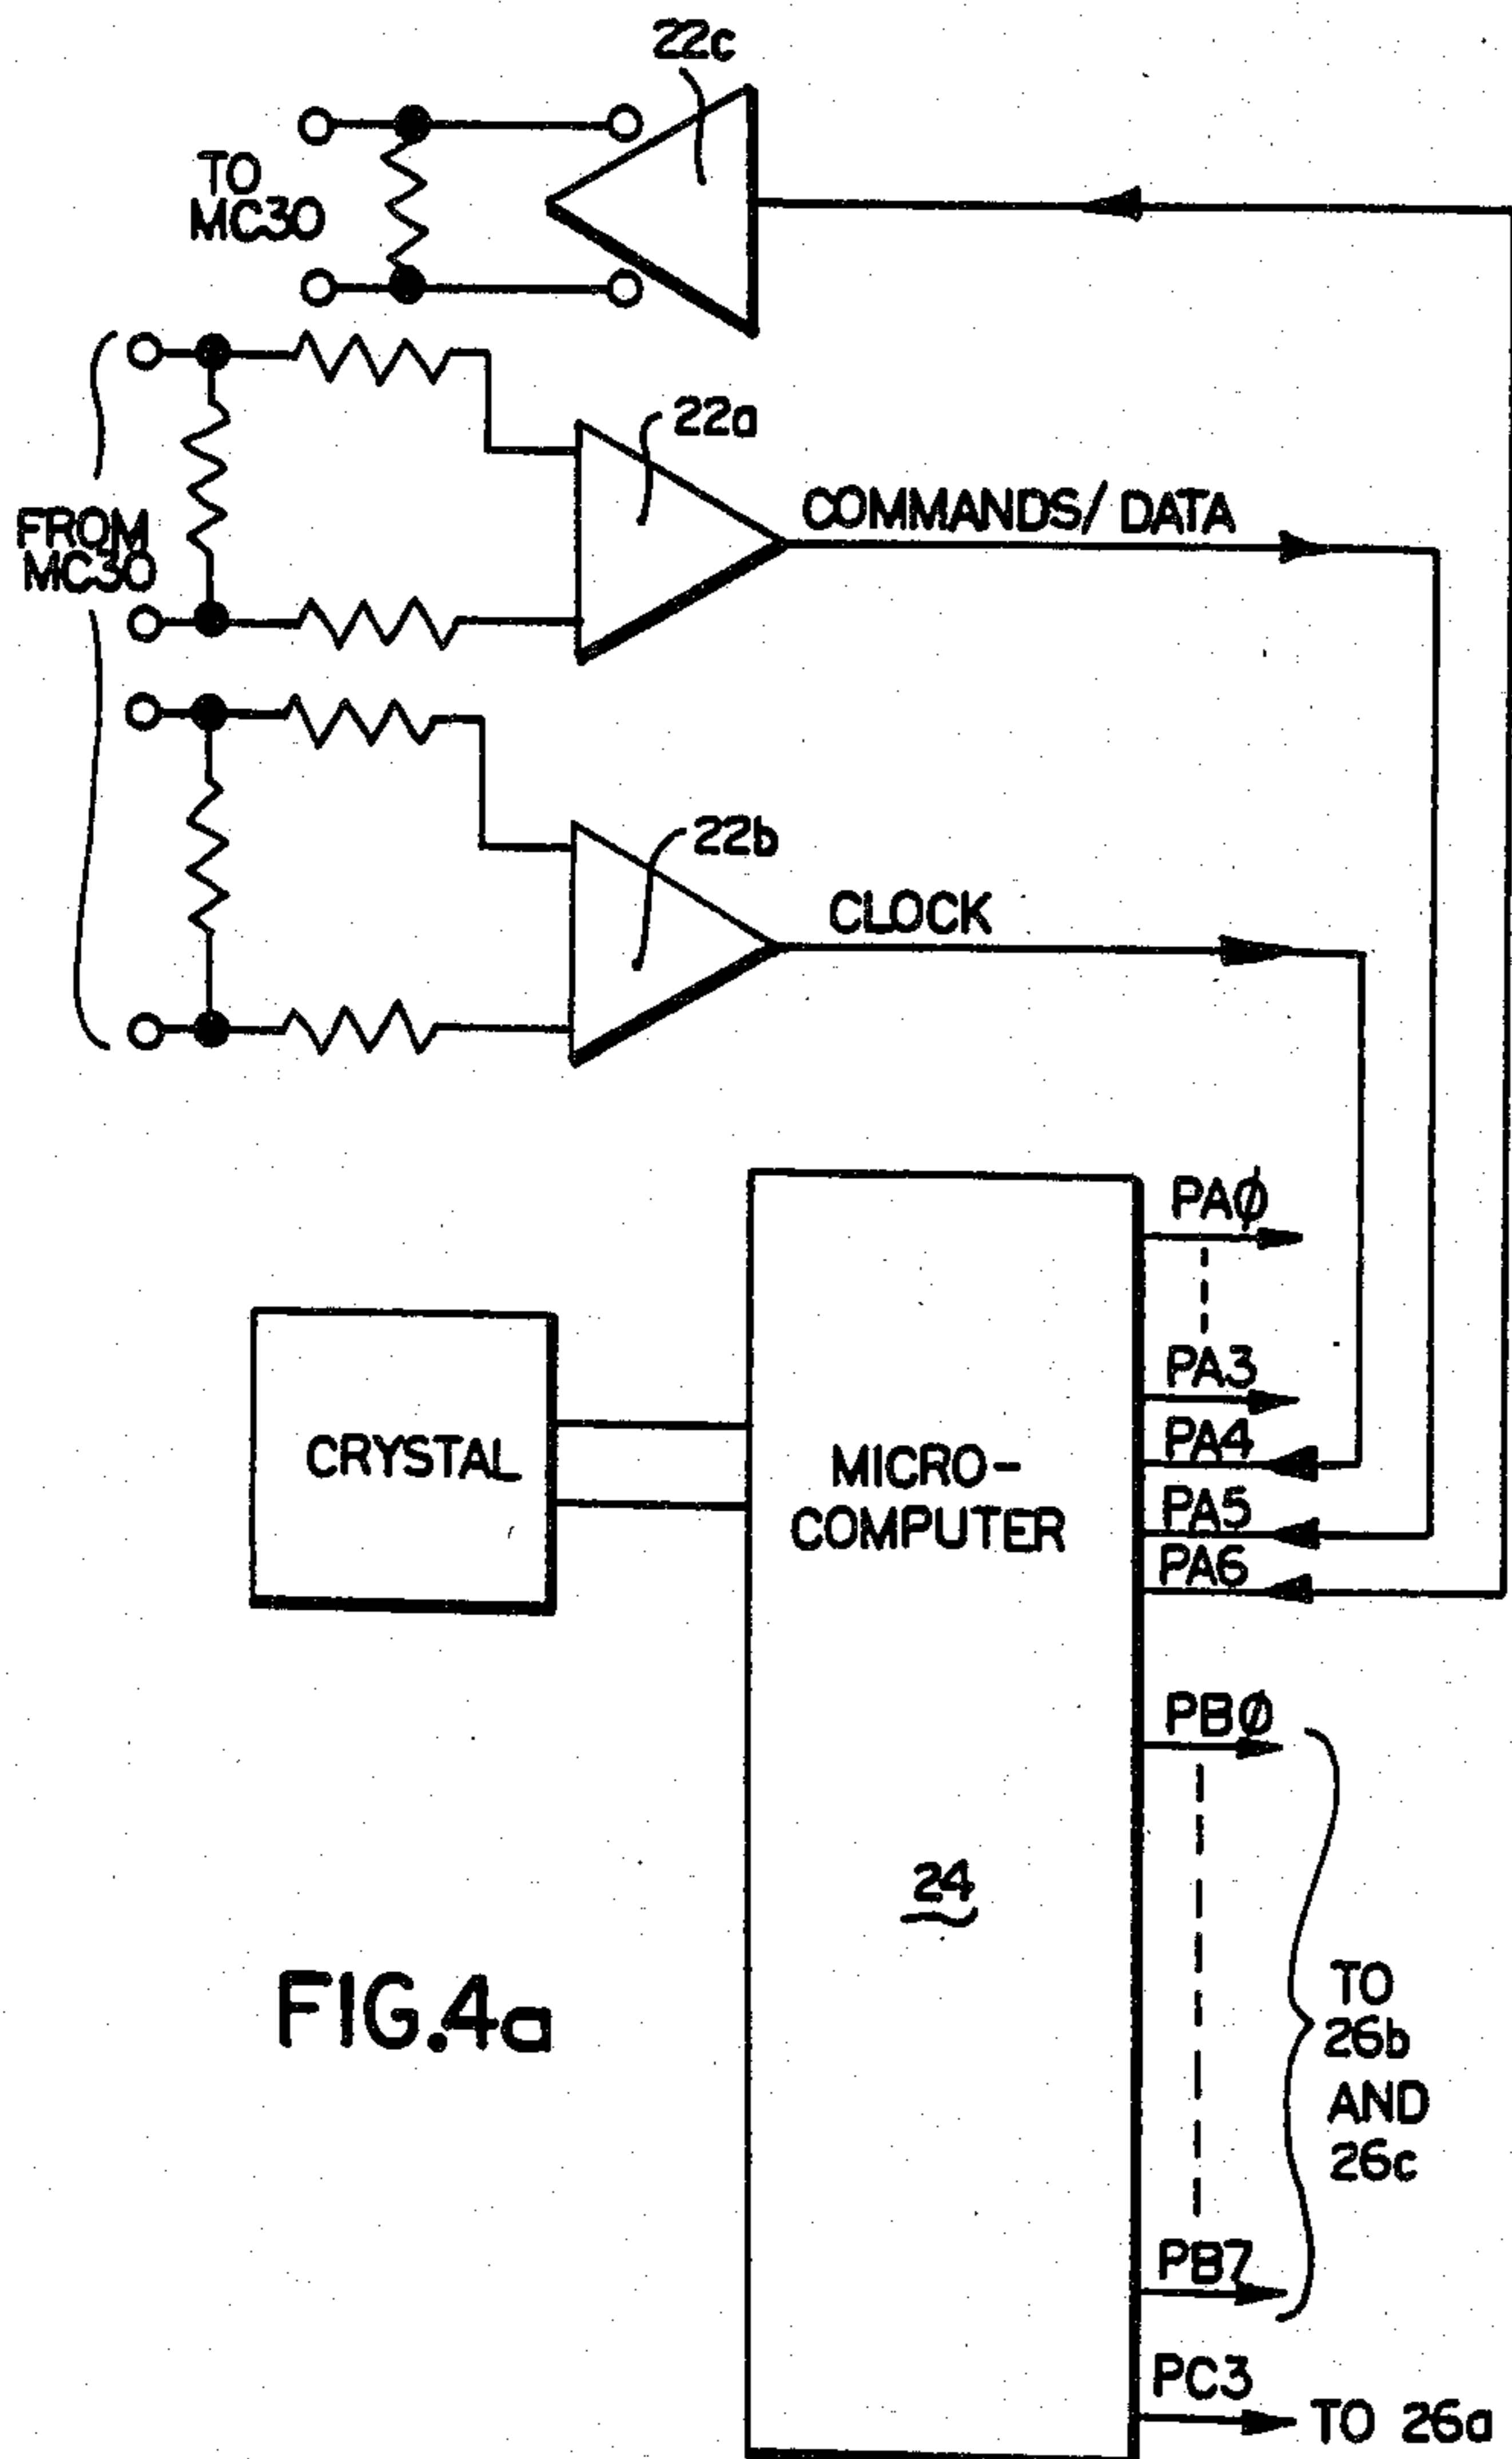 22c
TO
MC30
22a
COMMANDS/DATA
FROM
MC30
22b
CLOCK
PAØ
PA3
CRYSTAL
MICRO-
COMPUTER
PA4
PA5
PA6
PBØ
24
FIG.4a
TO
26b
AND
26c
PB7
PC3
TO 26a